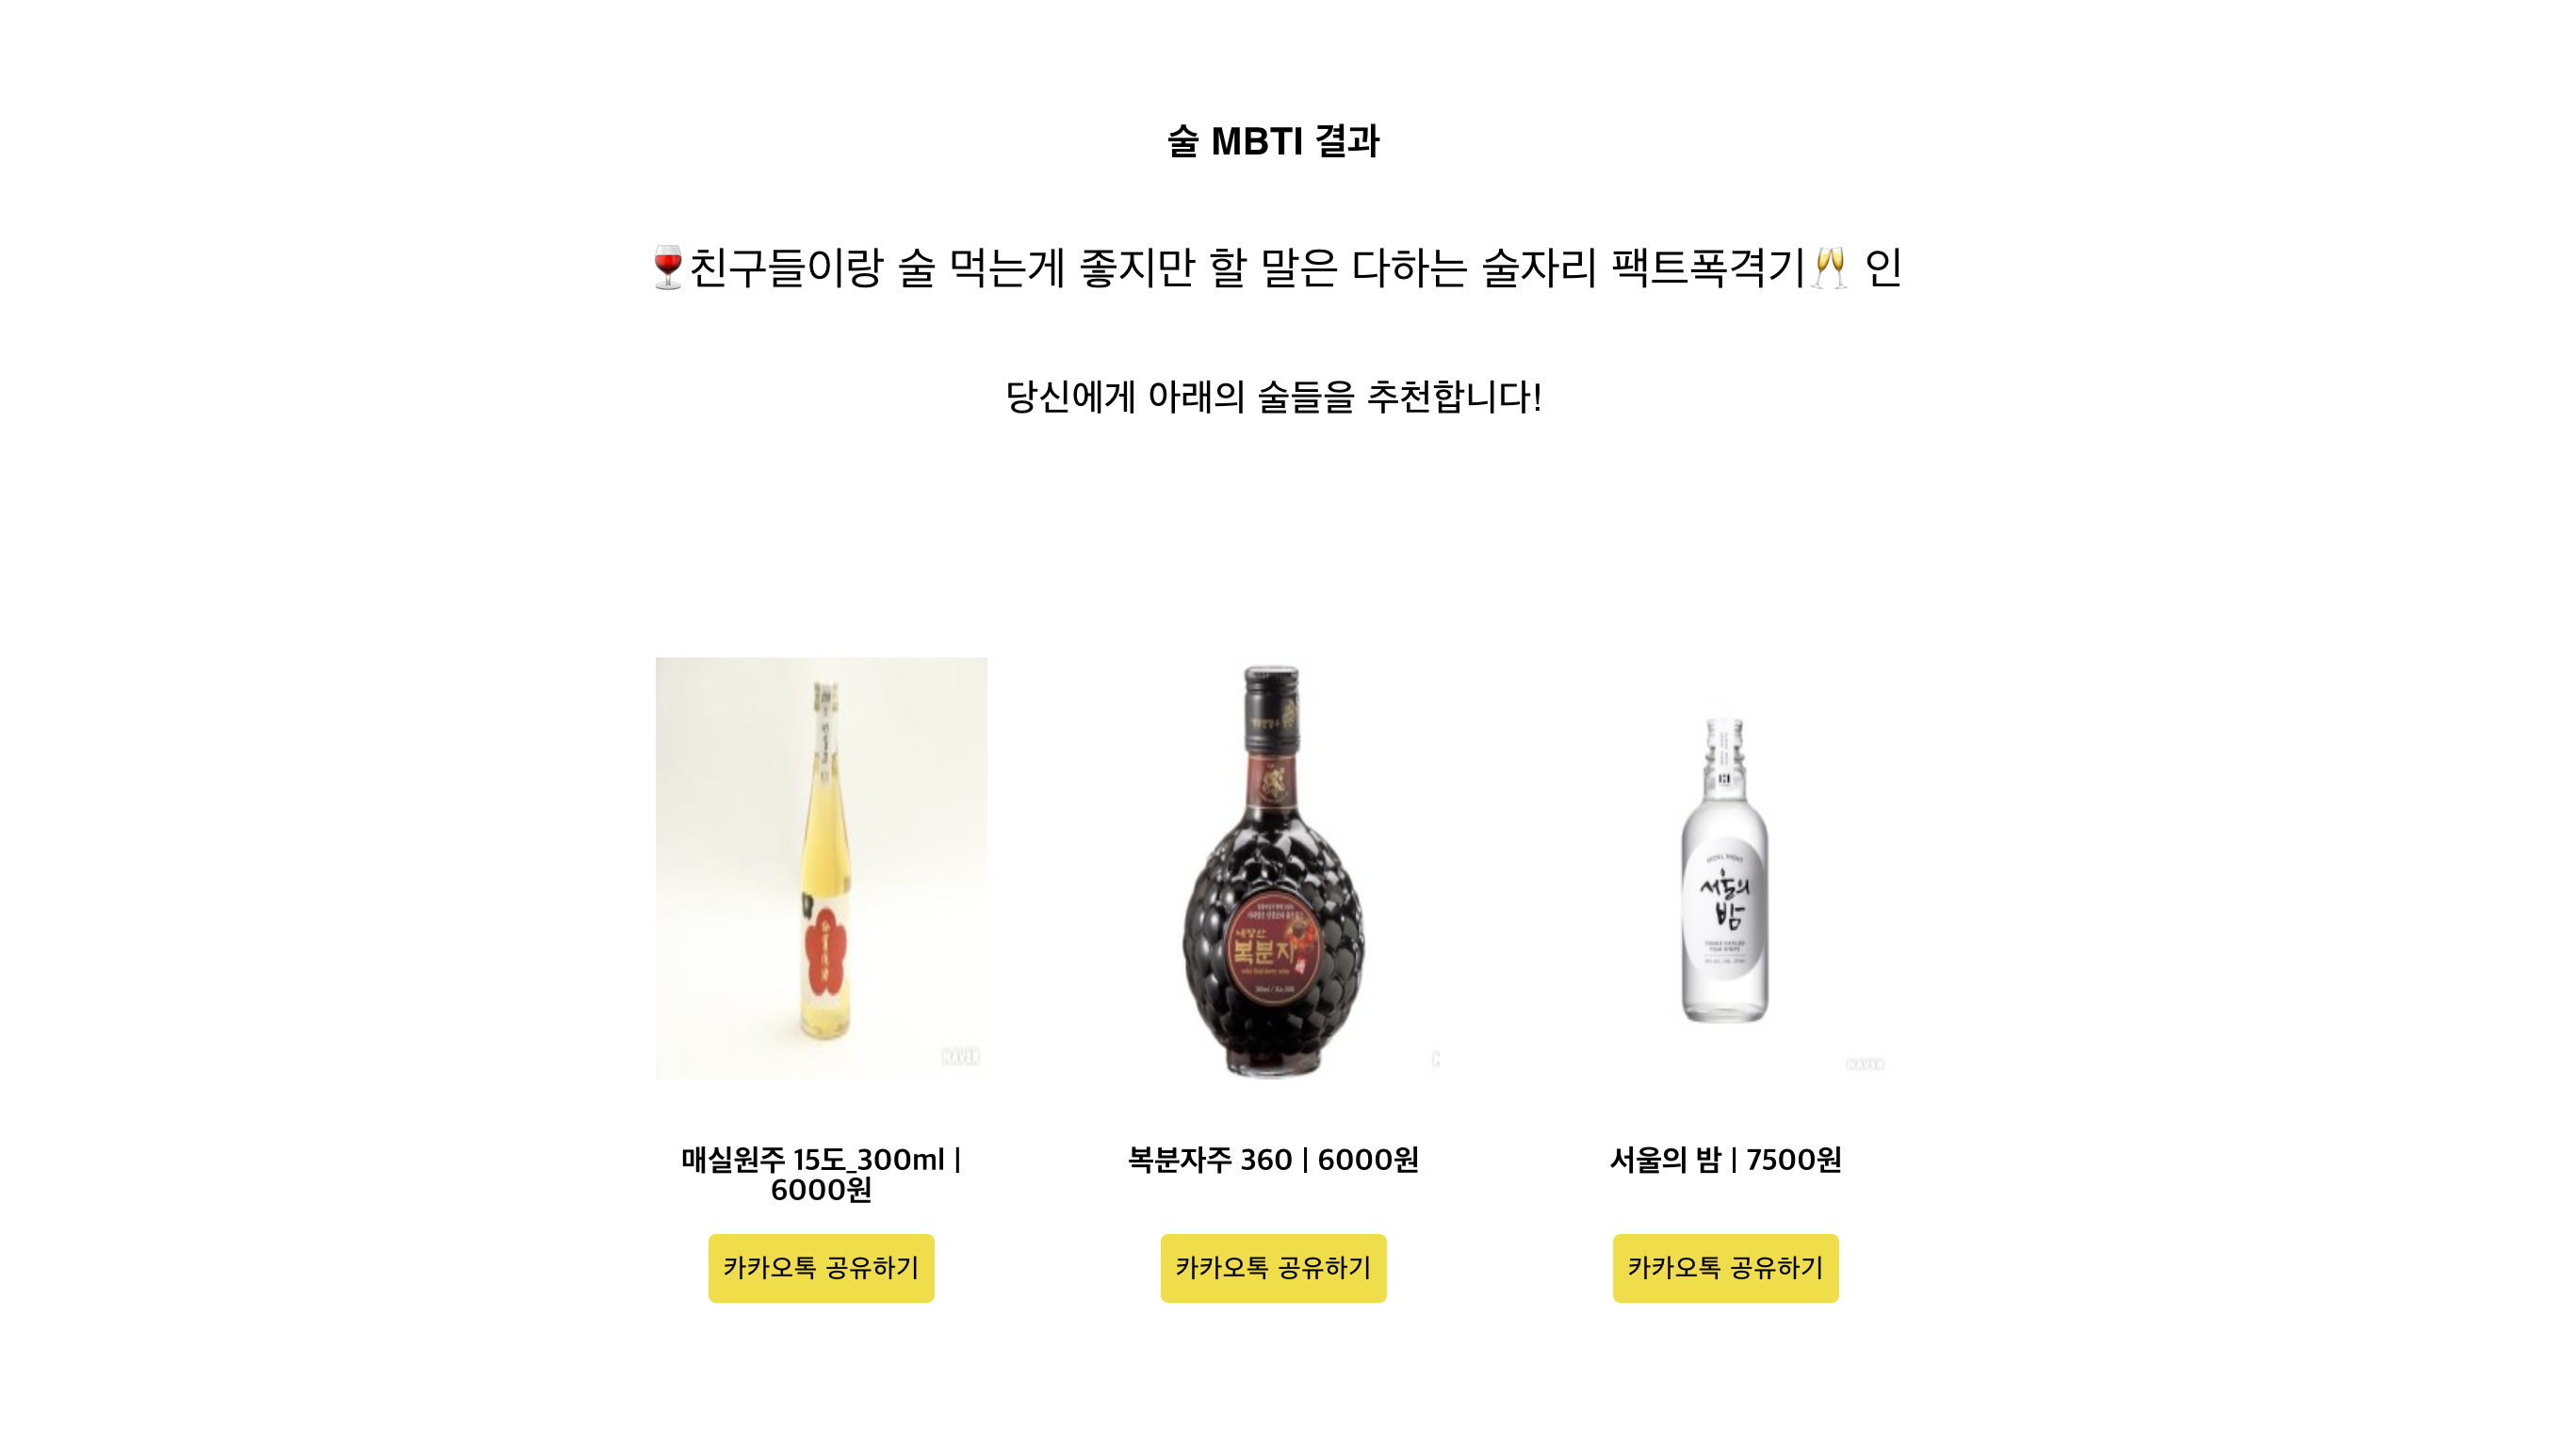 술 MBTI 결과
🍷친구들이랑 술 먹는게 좋지만 할 말은 다하는 술자리 팩트폭격기🥂 인
당신에게 아래의 술들을 추천합니다!
NAVER
내장산
복분자
서울의
밤
NAVER
매실원주 15도_300ml |
6000원
복분자주 360 | 6000원
서울의 밤 | 7500원
카카오톡 공유하기
카카오톡 공유하기
카카오톡 공유하기